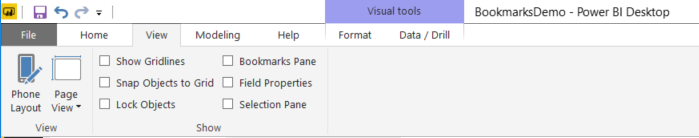 Visual tools BookmarksDemo - Power BI Desktop
File Home View Modeling Help Format Data / Drill
Show Gridlines Bookmarks Pane
Snap Objects to Grid Field Properties
Lock Objects Selection Pane
Phone Layout
Page View
View Show